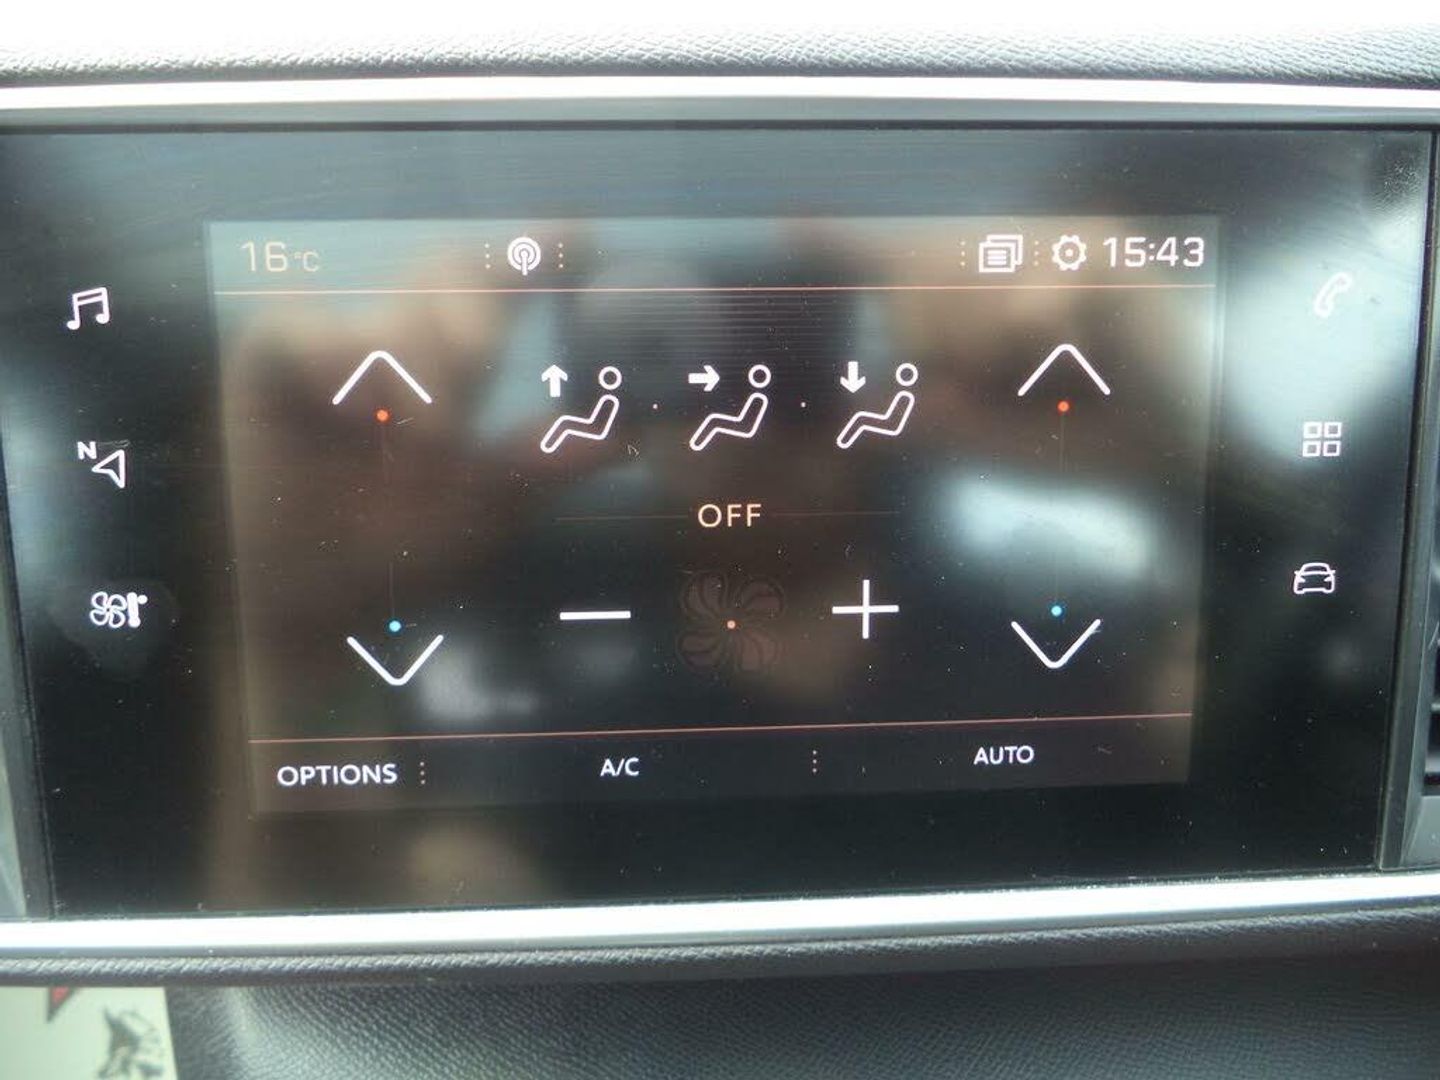 16°C
15:43
N
OFF
OPTIONS
A/C
AUTO